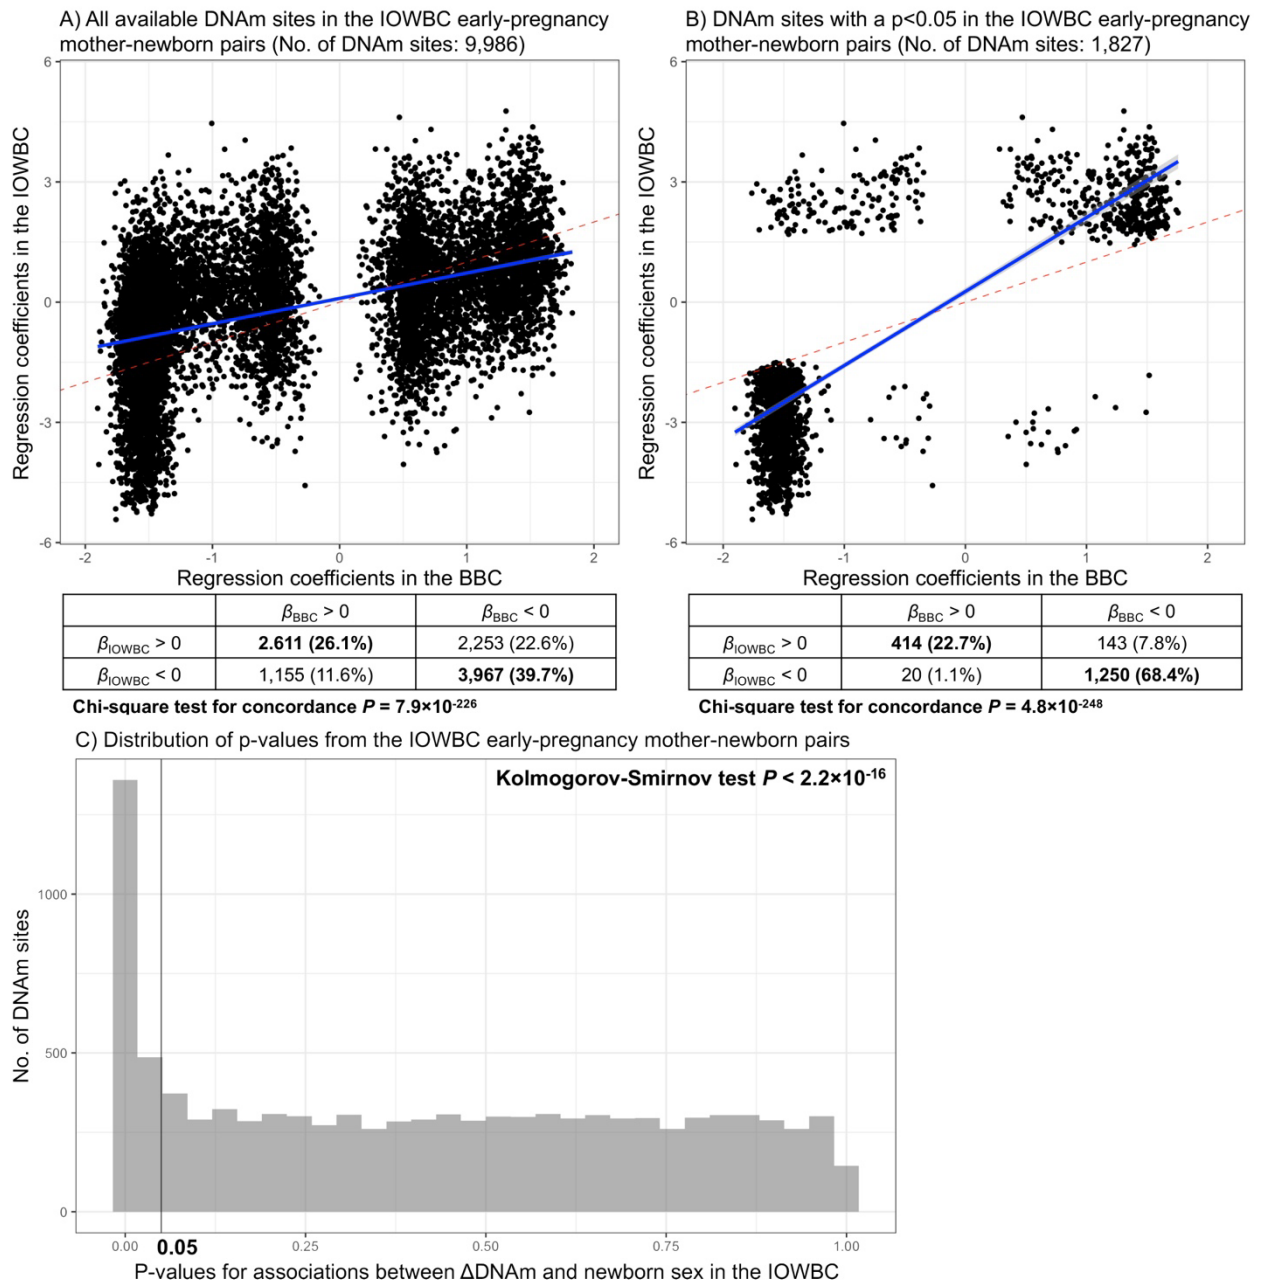 A) All available DNAm sites in the IOWBC early-pregnancy
mother-newborn pairs (No. of DNAm sites: 9,986)
6
3
0
-3
-6
Regression coefficients in the IOWBC
-2 -1 0 1 2
Regression coefficients in the BBC
βBBC > 0 βBBC < 0
βIOWBC > 0 2.611 (26.1%) 2,253 (22.6%)
βIOWBC < 0 1,155 (11.6%) 3,967 (39.7%)
Chi-square test for concordance P = 7.9×10-226
B) DNAm sites with a p<0.05 in the IOWBC early-pregnancy
mother-newborn pairs (No. of DNAm sites: 1,827)
6
3
0
-3
-6
Regression coefficients in the IOWBC
-2 -1 0 1 2
Regression coefficients in the BBC
βBBC > 0 βBBC < 0
βIOWBC > 0 414 (22.7%) 143 (7.8%)
βIOWBC < 0 20 (1.1%) 1,250 (68.4%)
Chi-square test for concordance P = 4.8×10-248
C) Distribution of p-values from the IOWBC early-pregnancy mother-newborn pairs
Kolmogorov-Smirnov test P < 2.2×10-16
1000
500
0
No. of DNAm sites
0.00 0.05 0.25 0.50 0.75 1.00
P-values for associations between ΔDNAm and newborn sex in the IOWBC